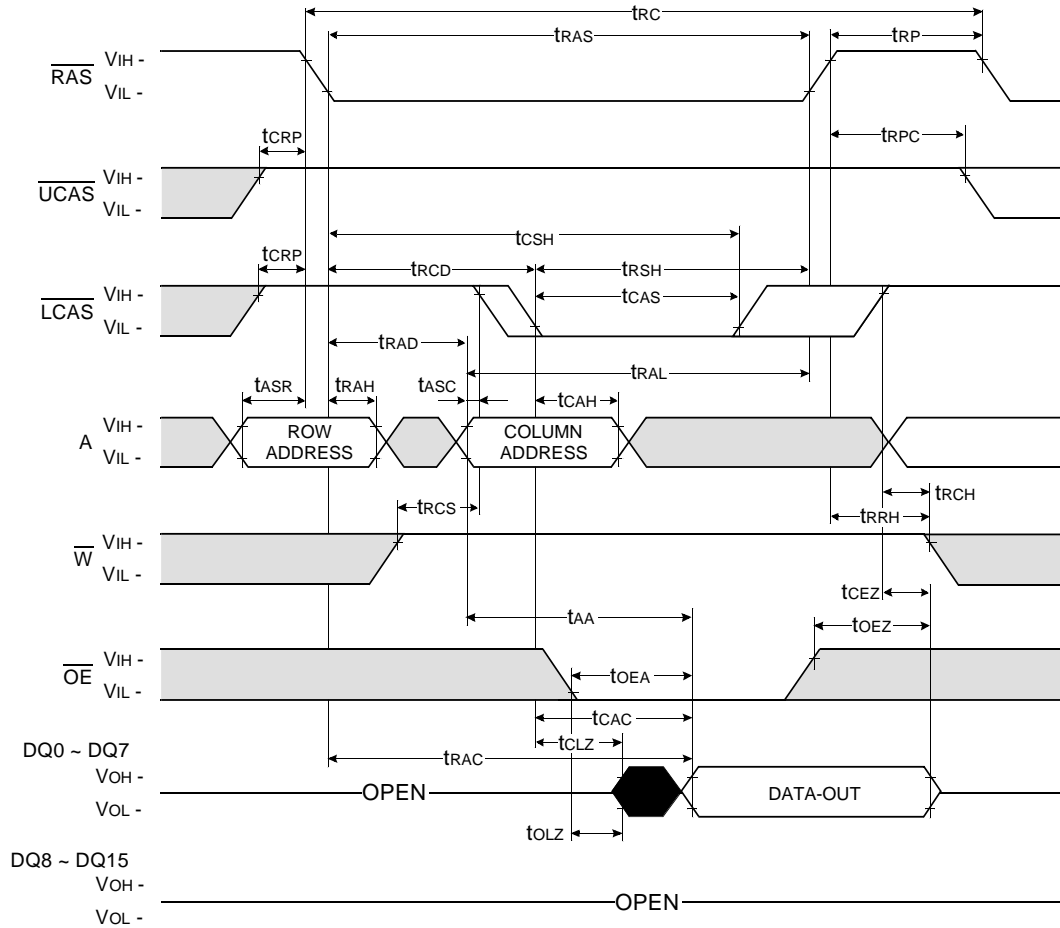 tRC
tRAS
tRP
RAS
VIH -
VIL -
tCRP
tRPC
UCAS
VIH -
VIL -
tCSH
tCRP
tRCD
tRSH
LCAS
VIH -
VIL -
tCAS
tRAD
tRAL
tASR
tRAH
tASC
tCAH
A
VIH -
VIL -
ROW
ADDRESS
COLUMN
ADDRESS
tRCS
tRCH
tRRH
W
VIH -
VIL -
tCEZ
tAA
tOEZ
OE
VIH -
VIL -
tOEA
tCAC
tCLZ
DQ0 ~ DQ7
tRAC
VOH -
VOL -
OPEN
DATA-OUT
tOLZ
DQ8 ~ DQ15
VOH -
VOL -
OPEN